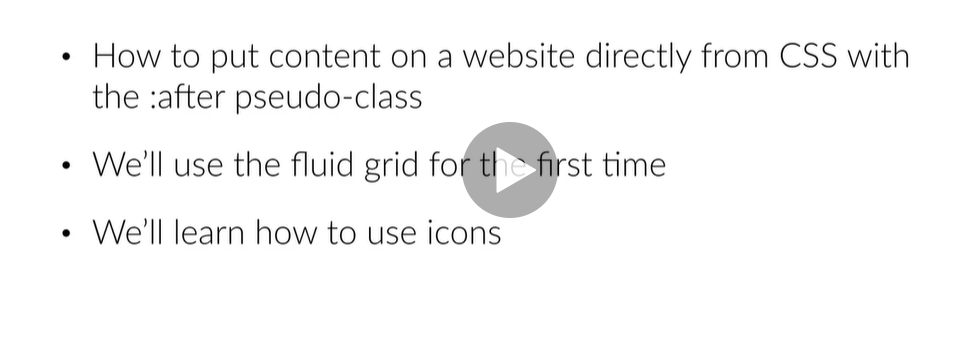 • How to put content on a website directly from CSS with
the :after pseudo-class
• We'll use the fluid grid for the first time
• We'll learn how to use icons